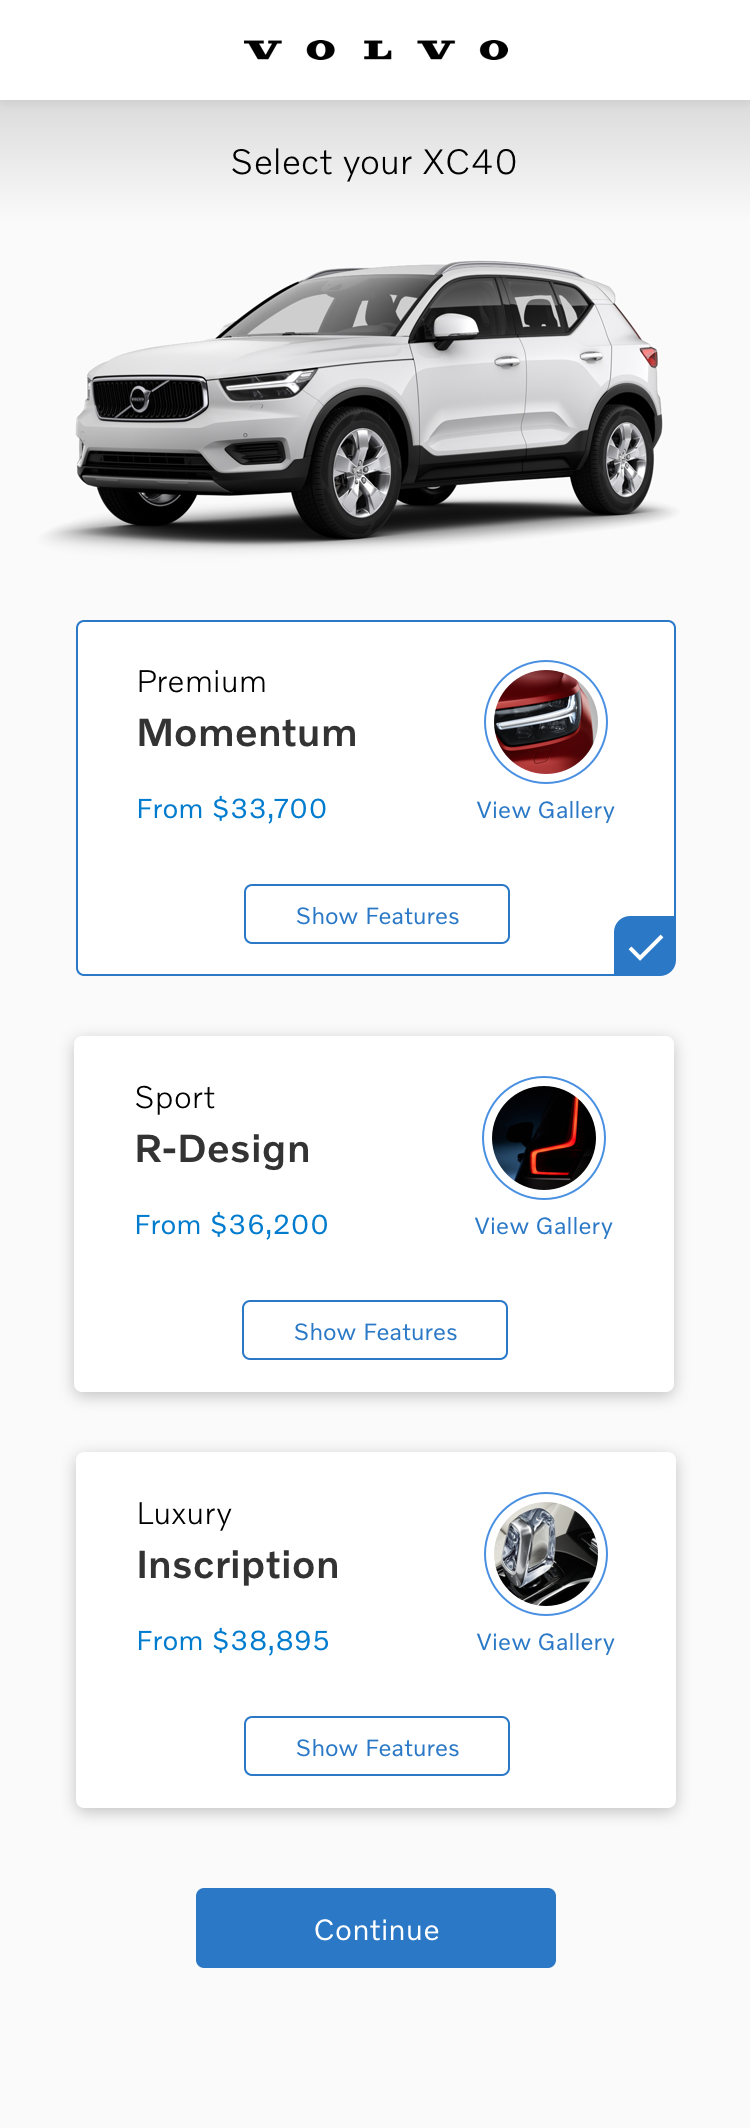 VOLVO
Select your XC40
Premium
Momentum
From $33,700
View Gallery
Show Features
Sport
R-Design
From $36,200
View Gallery
Show Features
Luxury
Inscription
From $38,895
View Gallery
Show Features
Continue